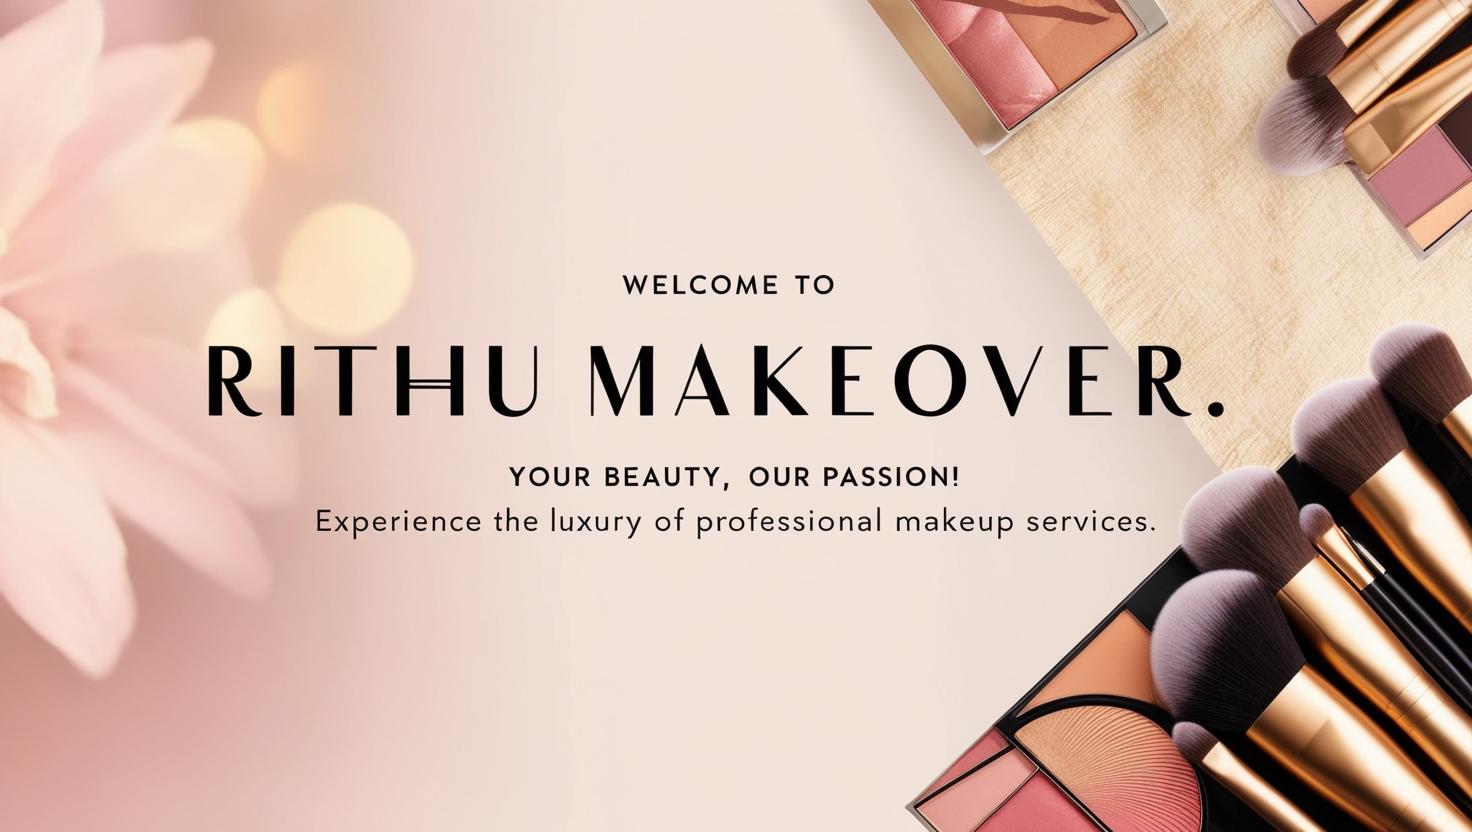 WELCOME TO
RITHU MAKEOVER.
YOUR BEAUTY, OUR PASSION!
Experience the luxury of professional makeup services.